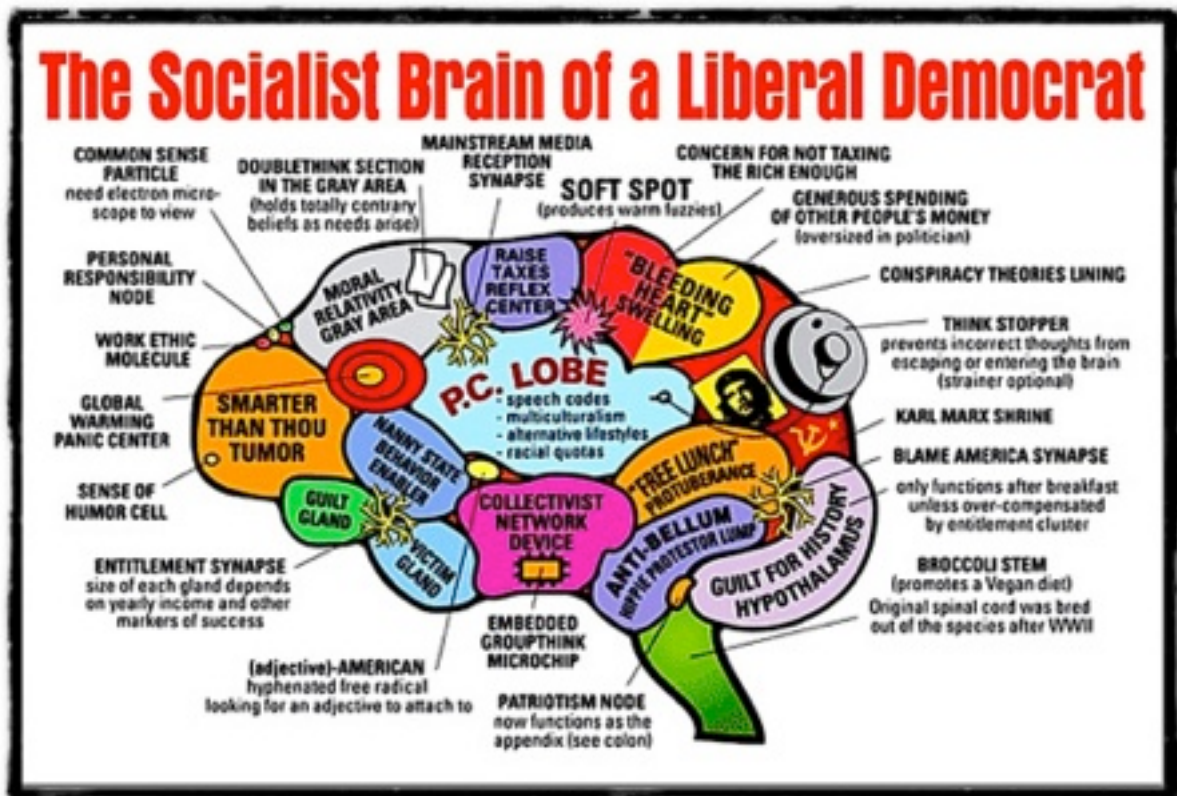 The Socialist Brain of a Liberal Democrat
COMMON SENSE
PARTICLE
need electron micro-
scope to view
DOUBLETHINK SECTION
IN THE GRAY AREA
(holds totally contrary
beliefs as needs arise)
MAINSTREAM MEDIA
RECEPTION
SYNAPSE
SOFT SPOT
(produces warm fuzzies)
CONCERN FOR NOT TAXING
THE RICH ENOUGH
GENEROUS SPENDING
OF OTHER PEOPLE'S MONEY
(oversized in politician)
PERSONAL
RESPONSIBILITY
NODE
WORK ETHIC
MOLECULE
GLOBAL
WARMING
PANIC CENTER
SENSE OF
HUMOR CELL
MORAL
RELATIVITY
GRAY AREA
RAISE
TAXES
REFLEX
CENTER
"BLEEDING
HEART"
SWELLING
CONSPIRACY THEORIES LINING
THINK STOPPER
prevents incorrect thoughts from
escaping or entering the brain
(strainer optional)
KARL MARX SHRINE
BLAME AMERICA SYNAPSE
only functions after breakfast
unless over-compensated
by entitlement cluster
SMARTER
THAN THOU
TUMOR
P.C. LOBE
- speech codes
- multiculturalism
- alternative lifestyles
- racial quotas
NANNY STATE
BEHAVIOR
ENABLER
"FREE LUNCH"
PROTUBERANCE
GUILT
GLAND
COLLECTIVIST
NETWORK
DEVICE
ANTI-BELLUM
HIPPIE PROTESTOR LUMP
GUILT FOR HISTORY
HYPOTHALAMUS
VICTIM
GLAND
ENTITLEMENT SYNAPSE
size of each gland depends
on yearly income and other
markers of success
BROCCOLI STEM
(promotes a Vegan diet)
Original spinal cord was bred
out of the species after WWII
EMBEDDED
GROUPTHINK
MICROCHIP
(adjective)-AMERICAN
hyphenated free radical
looking for an adjective to attach to
PATRIOTISM NODE
now functions as the
appendix (see colon)